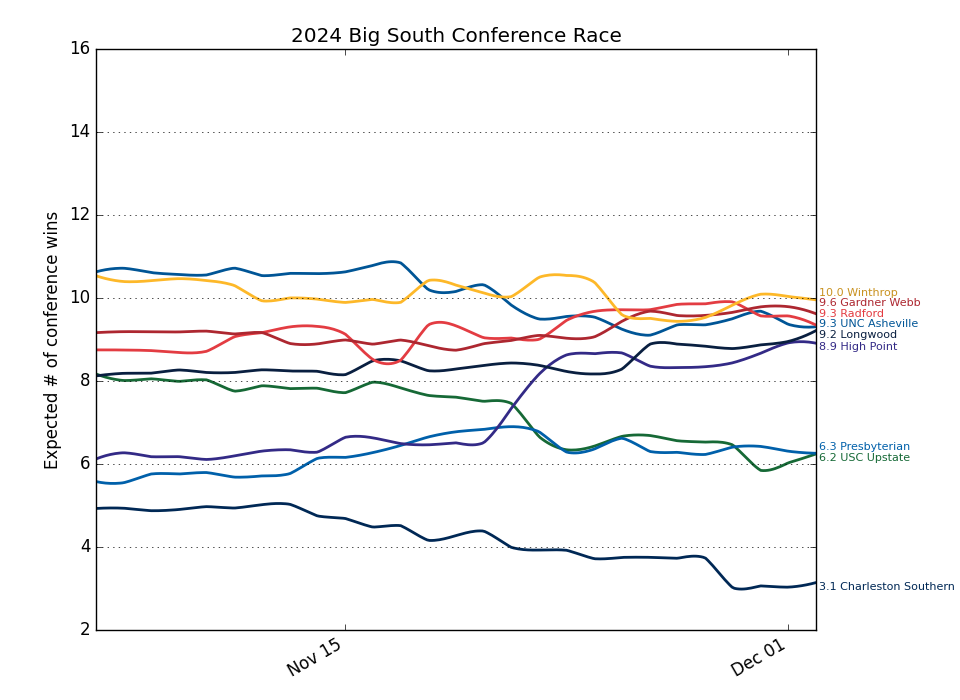 2024 Big South Conference Race
Expected # of conference wins
16
14
12
10
8
6
4
2
Nov 15
Dec 01
10.0 Winthrop
9.6 Gardner Webb
9.3 Radford
9.3 UNC Asheville
9.2 Longwood
8.9 High Point
6.3 Presbyterian
6.2 USC Upstate
3.1 Charleston Southern